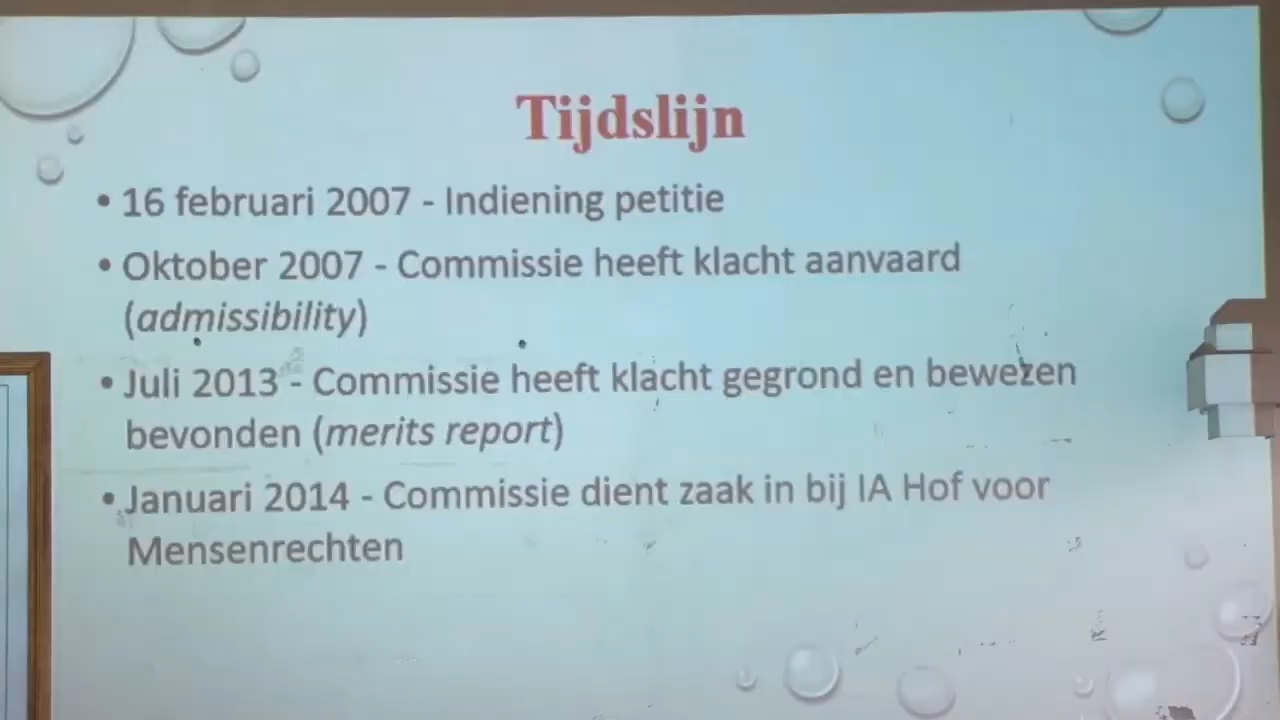 Tijdslijn
• 16 februari 2007 - Indiening petitie
• Oktober 2007 - Commissie heeft klacht aanvaard
(admissibility)
• Juli 2013 - Commissie heeft klacht gegrond en bewezen
bevonden (merits report)
• Januari 2014 - Commissie dient zaak in bij IA Hof voor
Mensenrechten